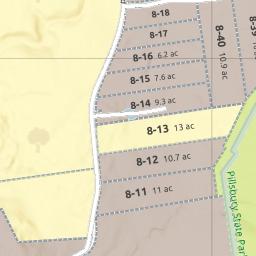 8-18
8-17
8-16 6.2 ac
8-15 7.6 ac
8-14 9.3 ac
8-13 13 ac
8-12 10.7 ac
8-11 11 ac
8-40 10.9 ac
8-39
Pillsbury State Par